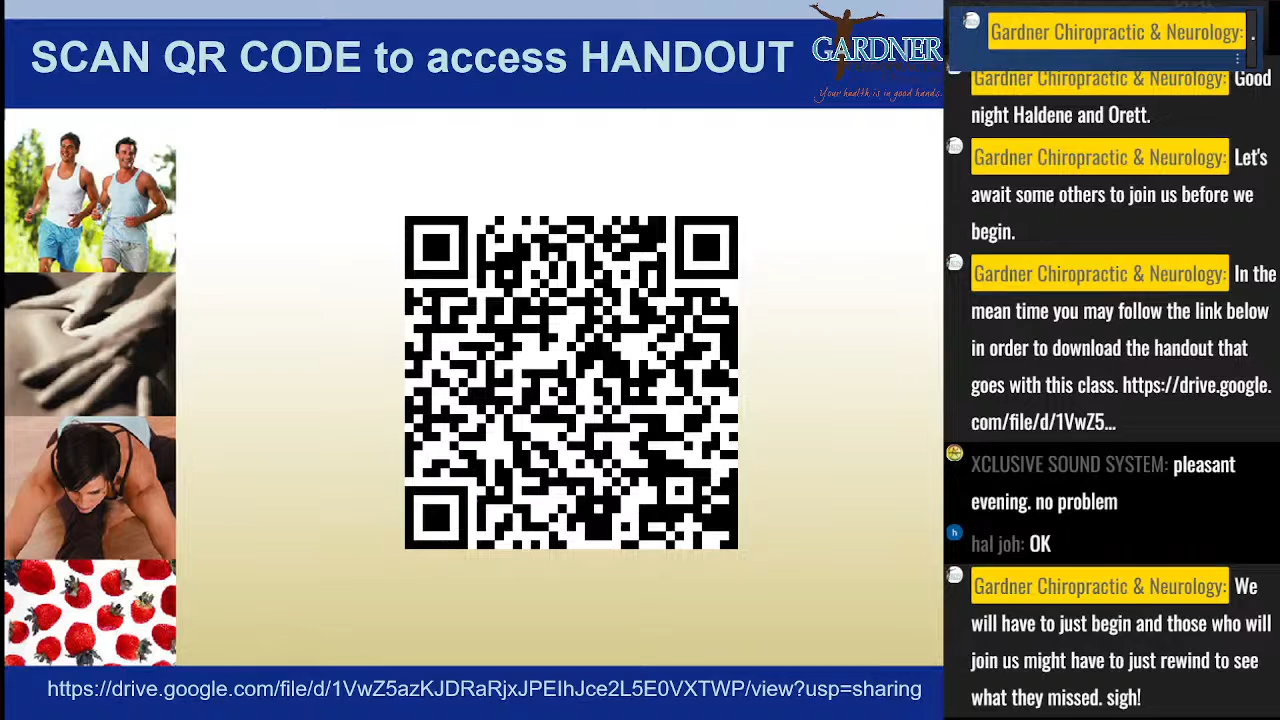 SCAN QR CODE to access HANDOUT
GARDNER
Your health is in good hands.
https://drive.google.com/file/d/1VwZ5azKJDRaRjxJPEIhJce2L5E0VXTWP/view?usp=sharing
Gardner Chiropractic & Neurology: .
Gardner Chiropractic & Neurology: Good
night Haldene and Orett.
Gardner Chiropractic & Neurology: Let's
await some others to join us before we
begin.
Gardner Chiropractic & Neurology: In the
mean time you may follow the link below
in order to download the handout that
goes with this class. https://drive.google.
com/file/d/1VwZ5...
XCLUSIVE SOUND SYSTEM: pleasant
evening. no problem
h
hal joh: OK
Gardner Chiropractic & Neurology: We
will have to just begin and those who will
join us might have to just rewind to see
what they missed. sigh!